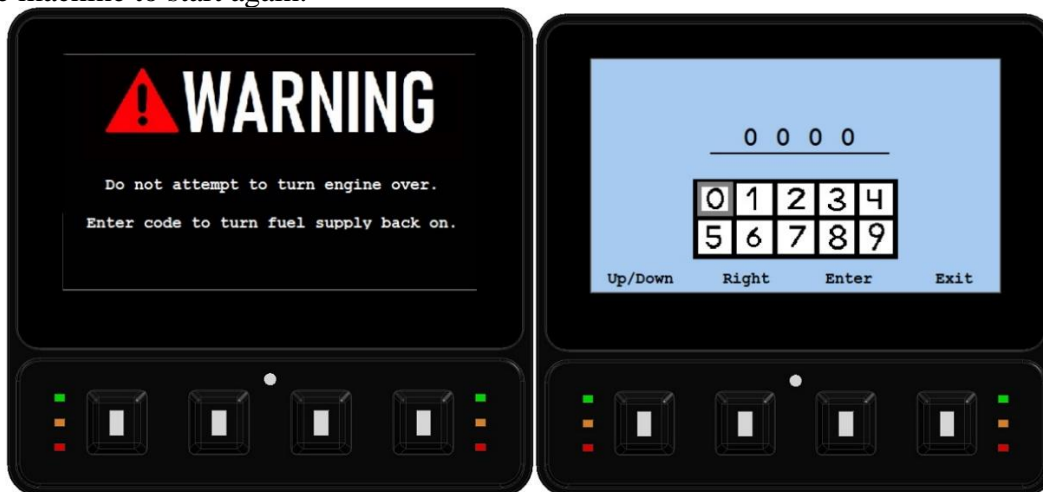 machine to start again.
WARNING
Do not attempt to turn engine over.
Enter code to turn fuel supply back on.
0 0 0 0
0 1 2 3 4
5 6 7 8 9
Up/Down Right Enter Exit